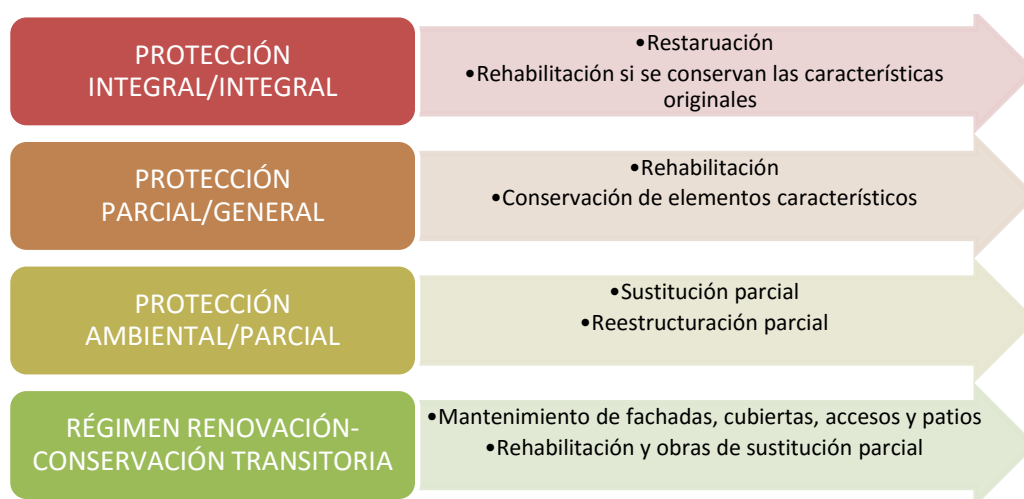 PROTECCIÓN
INTEGRAL/INTEGRAL
•Restaruación
•Rehabilitación si se conservan las características
originales
PROTECCIÓN
PARCIAL/GENERAL
•Rehabilitación
•Conservación de elementos característicos
PROTECCIÓN
AMBIENTAL/PARCIAL
•Sustitución parcial
•Reestructuración parcial
RÉGIMEN RENOVACIÓN-
CONSERVACIÓN TRANSITORIA
•Mantenimiento de fachadas, cubiertas, accesos y patios
•Rehabilitación y obras de sustitución parcial